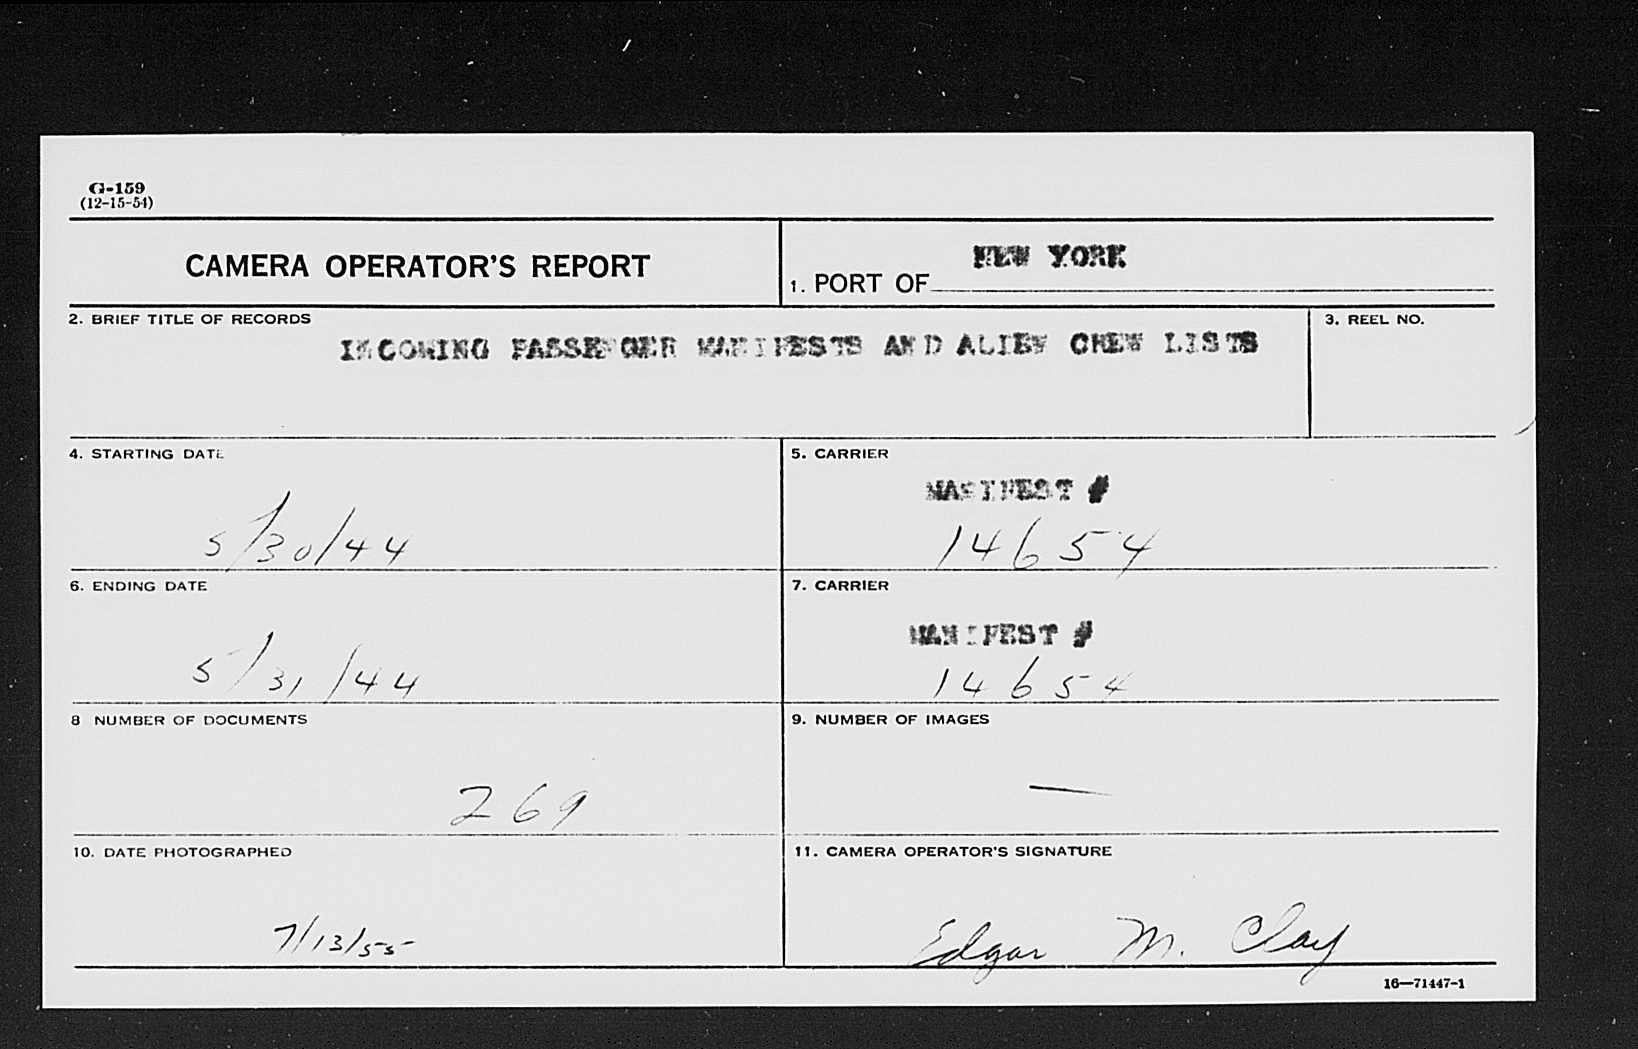 G-159
(12-15-54)
CAMERA OPERATOR'S REPORT
1. PORT OF NEW YORK
2. BRIEF TITLE OF RECORDS
INCOMING PASSENGER MANIFESTS AND ALIEN CREW LISTS
3. REEL NO.
4. STARTING DATE
5/30/44
5. CARRIER
MANIFEST #
14654
6. ENDING DATE
5/31/44
7. CARRIER
MANIFEST #
14654
8 NUMBER OF DOCUMENTS
269
9. NUMBER OF IMAGES
—
10. DATE PHOTOGRAPHED
7/13/55
11. CAMERA OPERATOR'S SIGNATURE
Edgar M. Clay
16—71447-1